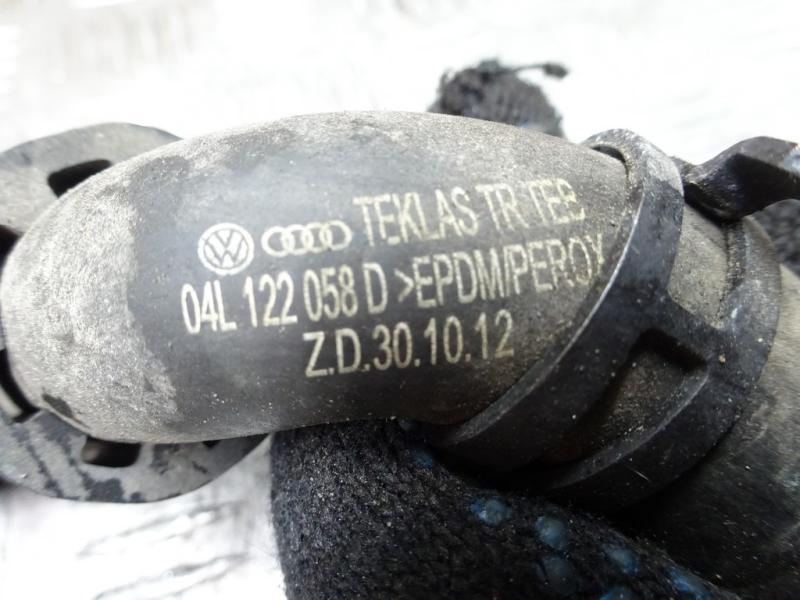 TEKLAS TR TEB
04L 122 058 D >EPDM/PEROX
Z.D.30.10.12